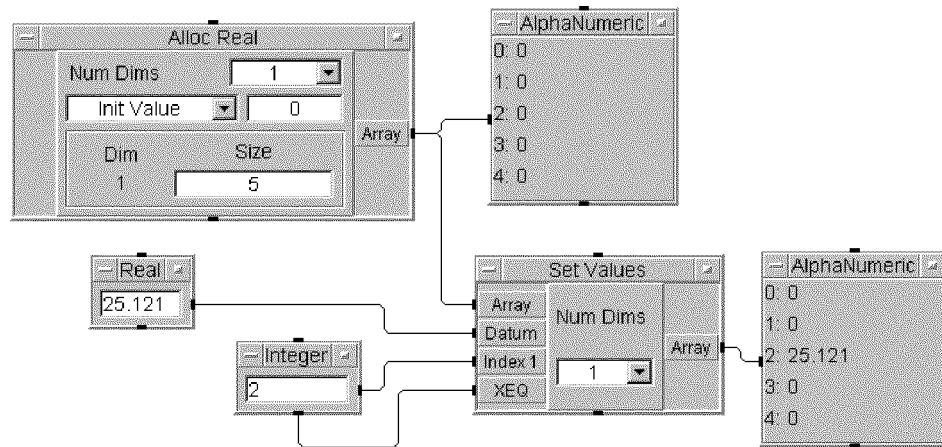 Alloc Real
Num Dims 1
Init Value 0
Dim Size
1 5
Array
AlphaNumeric
0: 0
1: 0
2: 0
3: 0
4: 0
Real
25.121
Integer
2
Set Values
Array
Datum
Index 1
XEQ
Num Dims
1
Array
AlphaNumeric
0: 0
1: 0
2: 25.121
3: 0
4: 0